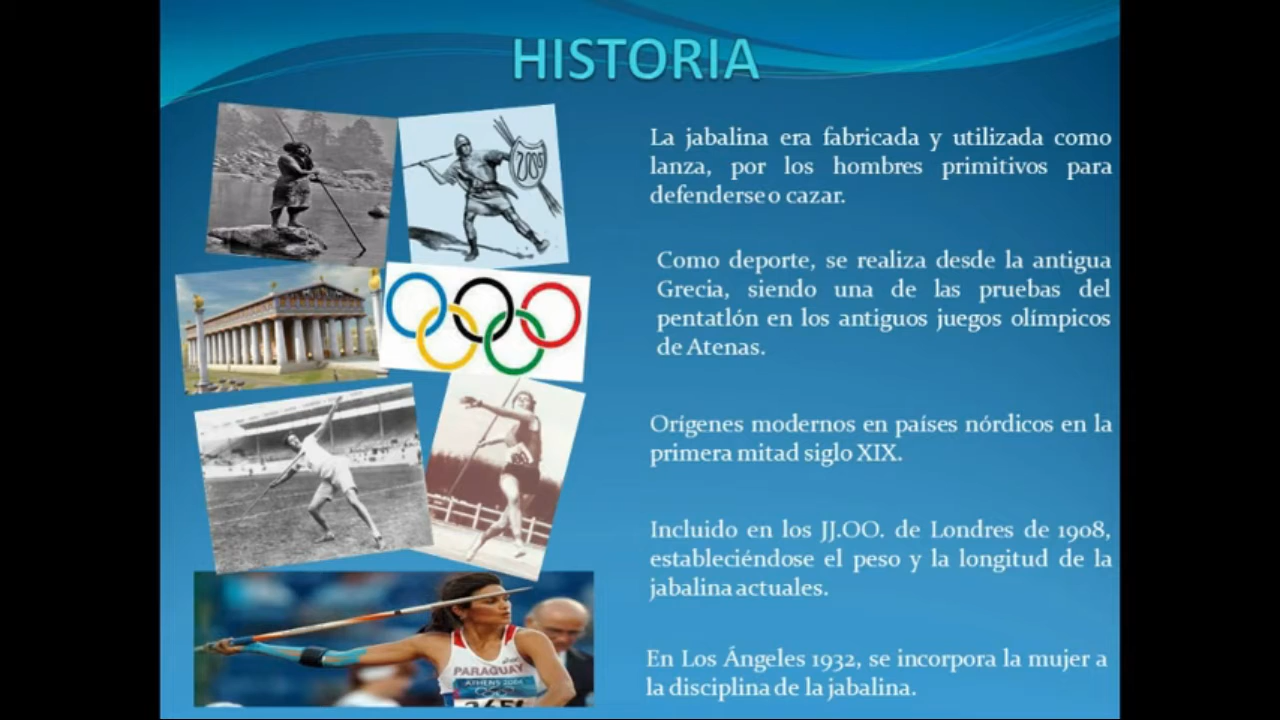 HISTORIA
La jabalina era fabricada y utilizada como
lanza, por los hombres primitivos para
defenderse o cazar.
Como deporte, se realiza desde la antigua
Grecia, siendo una de las pruebas del
pentatlón en los antiguos juegos olímpicos
de Atenas.
Orígenes modernos en países nórdicos en la
primera mitad siglo XIX.
Incluido en los JJ.OO. de Londres de 1908,
estableciéndose el peso y la longitud de la
jabalina actuales.
En Los Ángeles 1932, se incorpora la mujer a
la disciplina de la jabalina.
PARAGUAY
ATHENS 2004